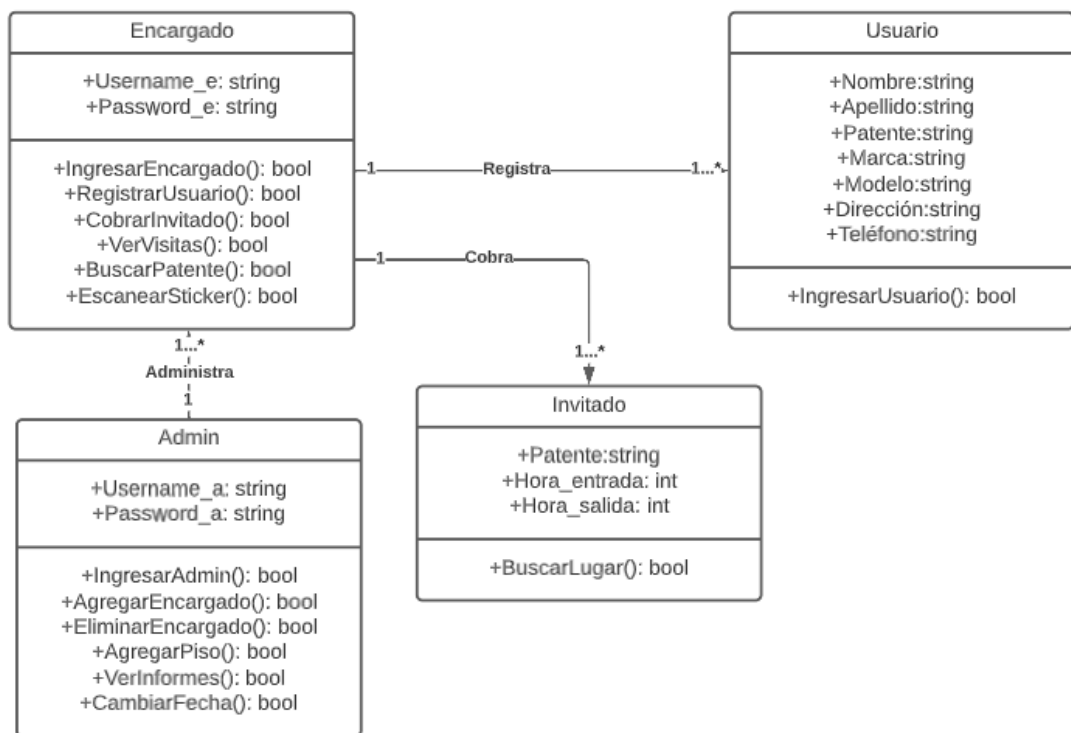 Encargado
+Username_e: string
+Password_e: string
+IngresarEncargado(): bool
+RegistrarUsuario(): bool
+CobrarInvitado(): bool
+VerVisitas(): bool
+BuscarPatente(): bool
+EscanearSticker(): bool
1
Registra
1...*
Usuario
+Nombre:string
+Apellido:string
+Patente:string
+Marca:string
+Modelo:string
+Dirección:string
+Teléfono:string
+IngresarUsuario(): bool
1
Cobra
1...*
1...*
Administra
1
Admin
+Username_a: string
+Password_a: string
+IngresarAdmin(): bool
+AgregarEncargado(): bool
+EliminarEncargado(): bool
+AgregarPiso(): bool
+VerInformes(): bool
+CambiarFecha(): bool
Invitado
+Patente:string
+Hora_entrada: int
+Hora_salida: int
+BuscarLugar(): bool